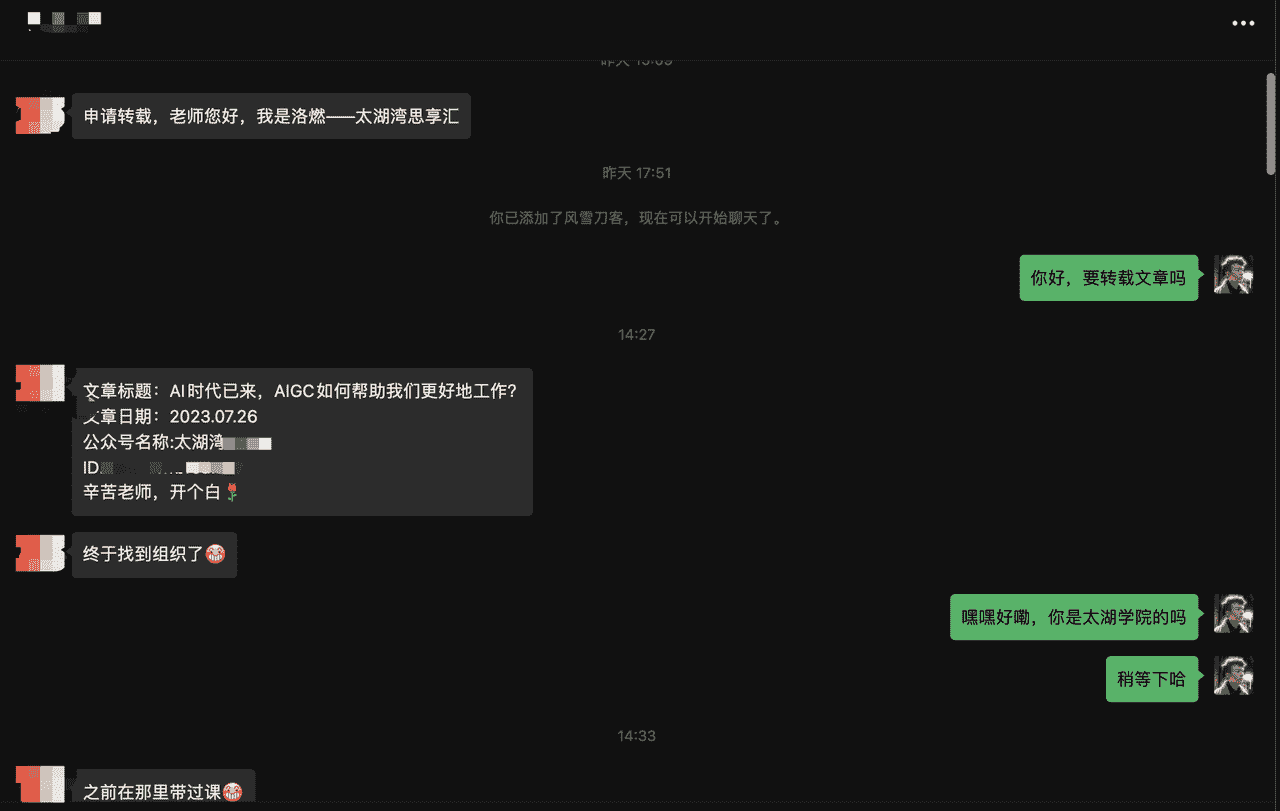 申请转载，老师您好，我是洛燃——太湖湾思享汇
昨天 17:51
你已添加了风雪刀客，现在可以开始聊天了。
你好，要转载文章吗
14:27
文章标题：AI时代已来，AIGC如何帮助我们更好地工作？
文章日期：2023.07.26
公众号名称:太湖湾
ID
辛苦老师，开个白
终于找到组织了
嘿嘿好嘞，你是太湖学院的吗
稍等下哈
14:33
之前在那里带过课